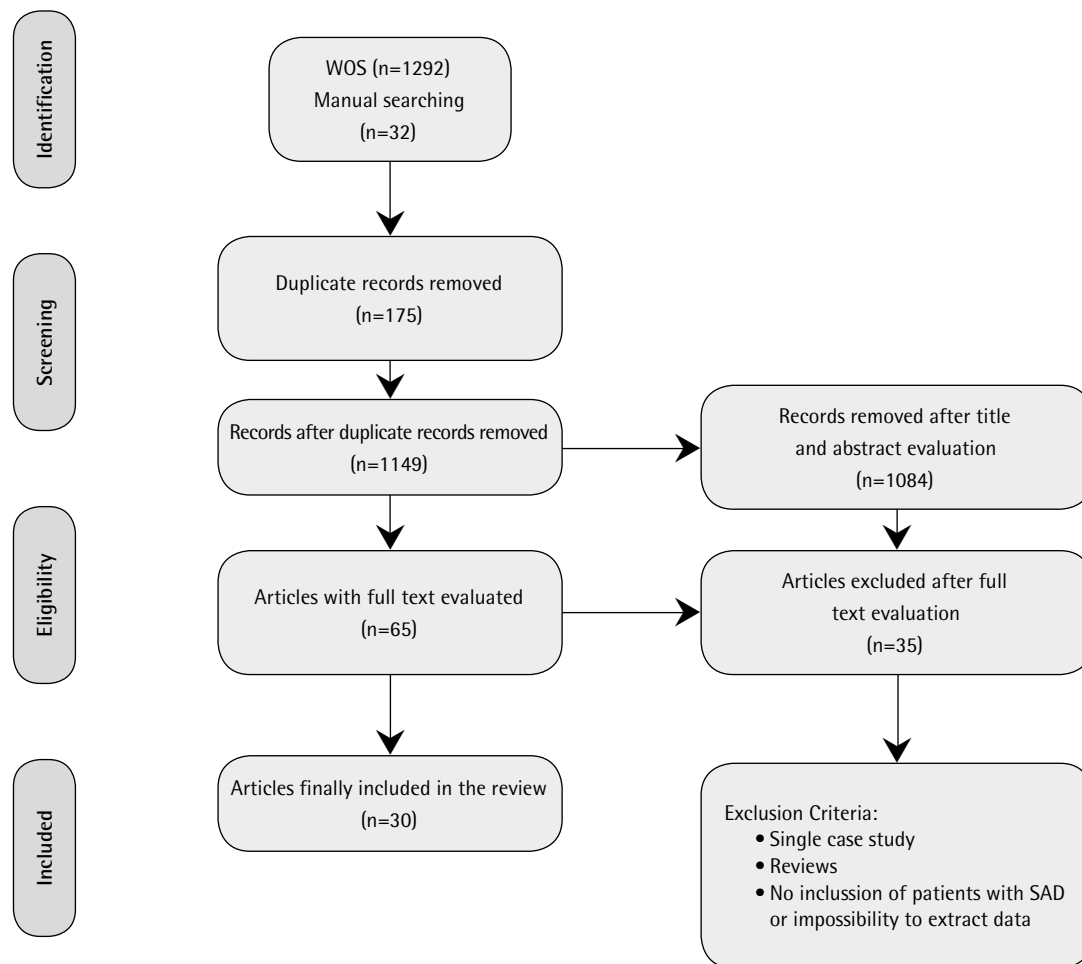 Identification
WOS (n=1292)
Manual searching
(n=32)
Screening
Duplicate records removed
(n=175)
Records after duplicate records removed
(n=1149)
Records removed after title
and abstract evaluation
(n=1084)
Eligibility
Articles with full text evaluated
(n=65)
Articles excluded after full
text evaluation
(n=35)
Included
Articles finally included in the review
(n=30)
Exclusion Criteria:
• Single case study
• Reviews
• No inclussion of patients with SAD
or impossibility to extract data